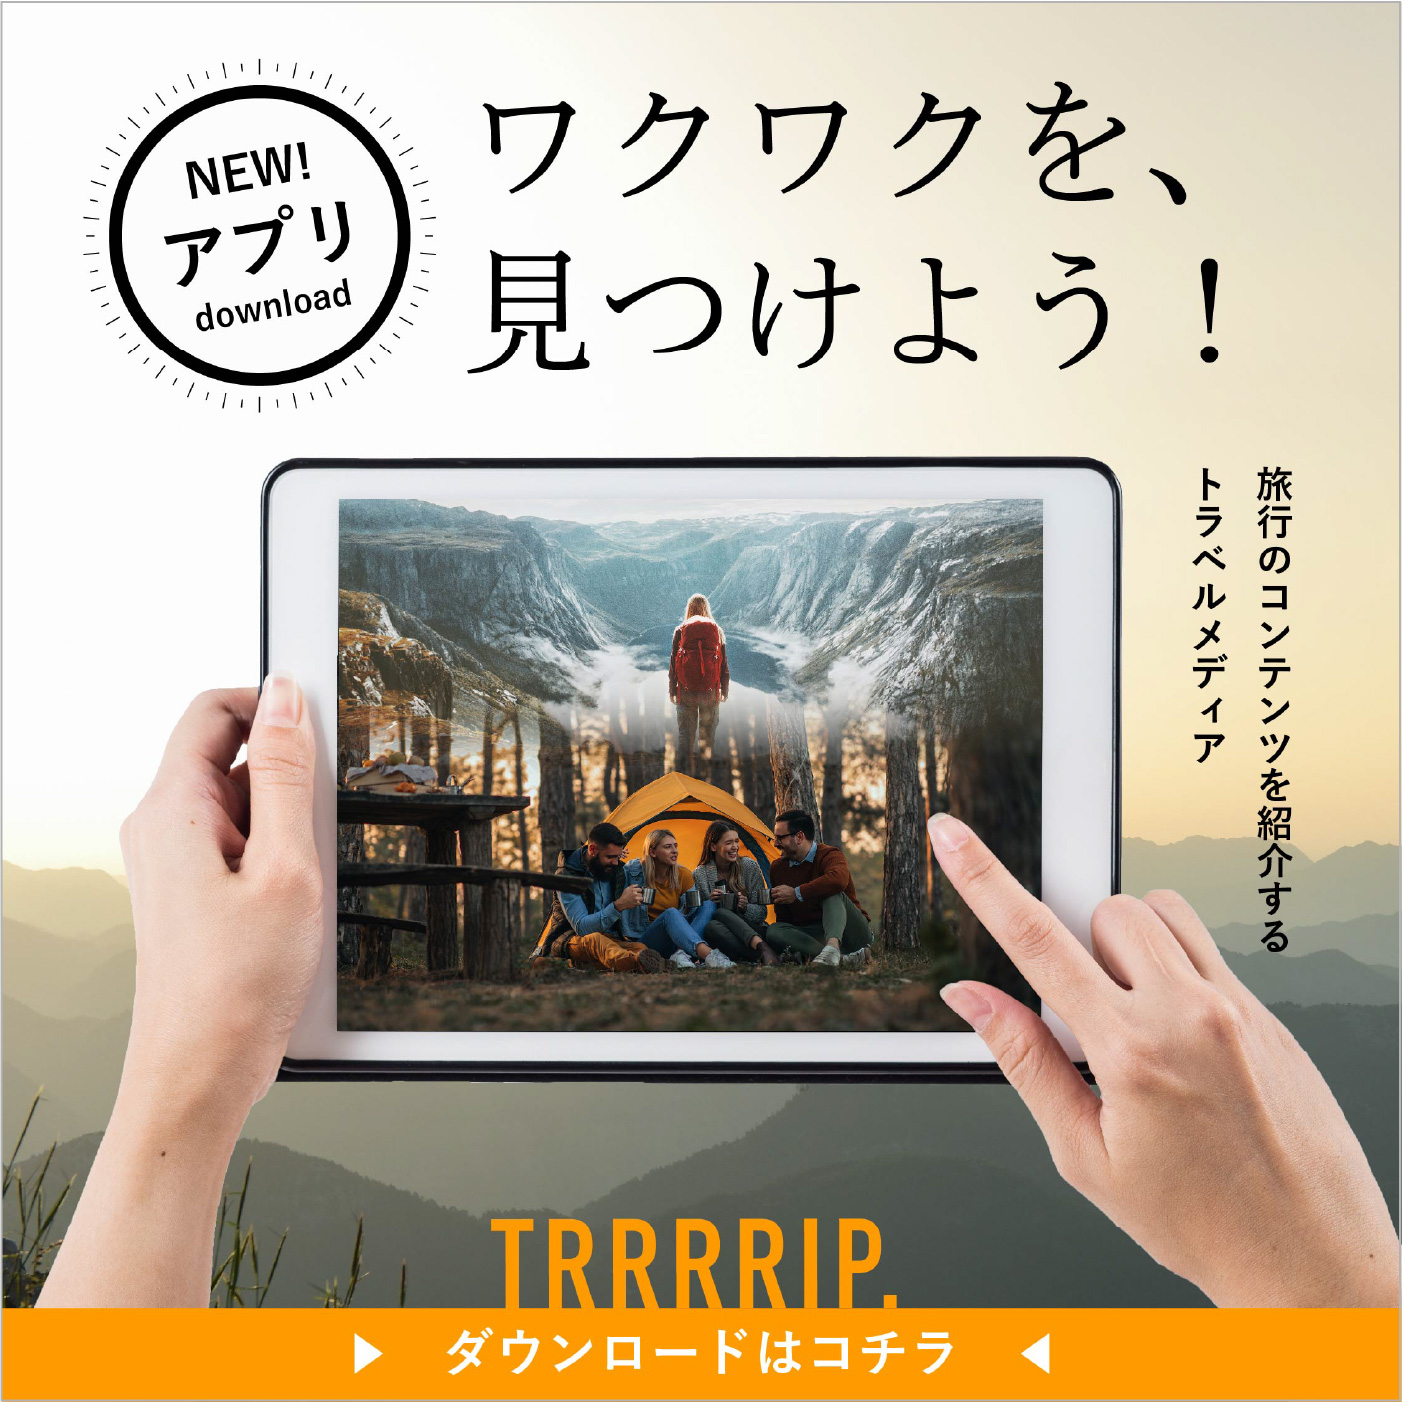 NEW!
アプリ
download
ワクワクを、
見つけよう！
旅行のコンテンツを紹介する
トラベルメディア
TRRRRIP.
ダウンロードはコチラ